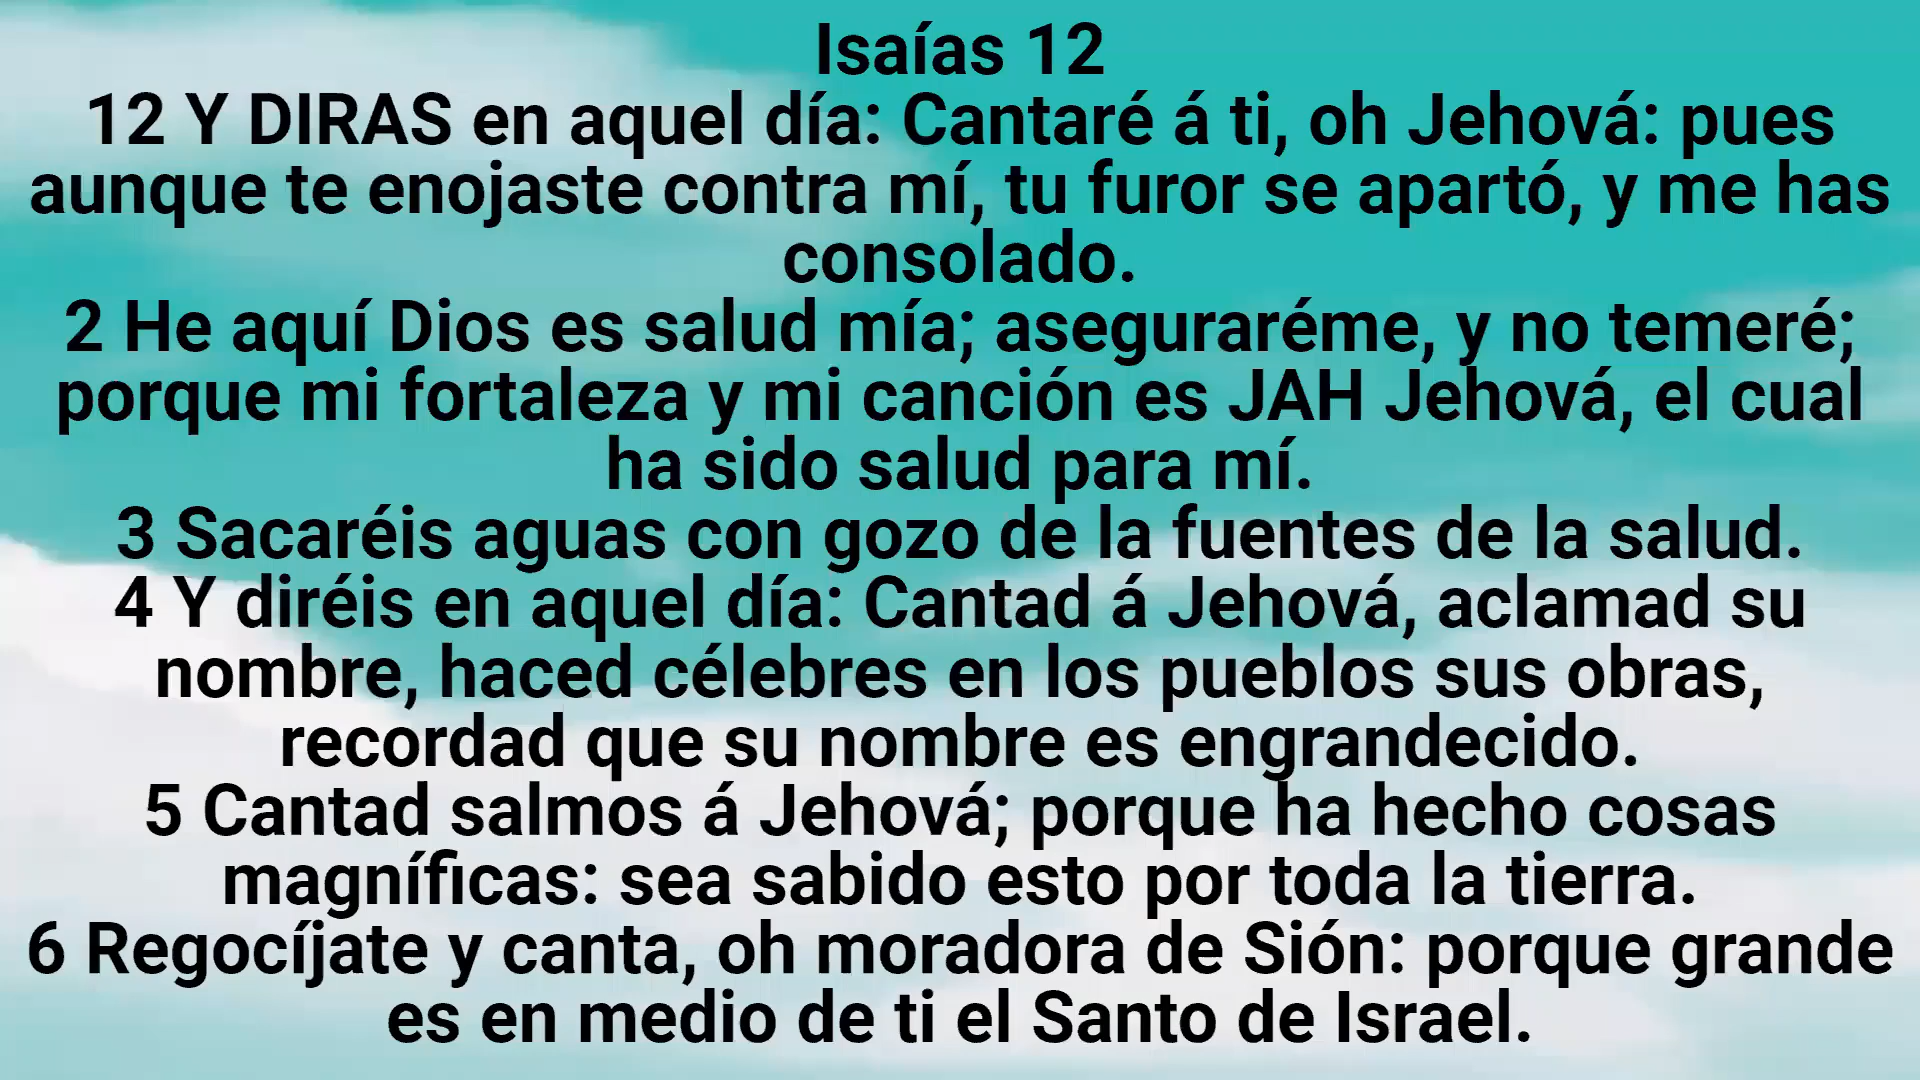 Isaías 12
12 Y DIRAS en aquel día: Cantaré á ti, oh Jehová: pues
aunque te enojaste contra mí, tu furor se apartó, y me has
consolado.
2 He aquí Dios es salud mía; aseguraréme, y no temeré;
porque mi fortaleza y mi canción es JAH Jehová, el cual
ha sido salud para mí.
3 Sacaréis aguas con gozo de la fuentes de la salud.
4 Y diréis en aquel día: Cantad á Jehová, aclamad su
nombre, haced célebres en los pueblos sus obras,
recordad que su nombre es engrandecido.
5 Cantad salmos á Jehová; porque ha hecho cosas
magníficas: sea sabido esto por toda la tierra.
6 Regocíjate y canta, oh moradora de Sión: porque grande
es en medio de ti el Santo de Israel.